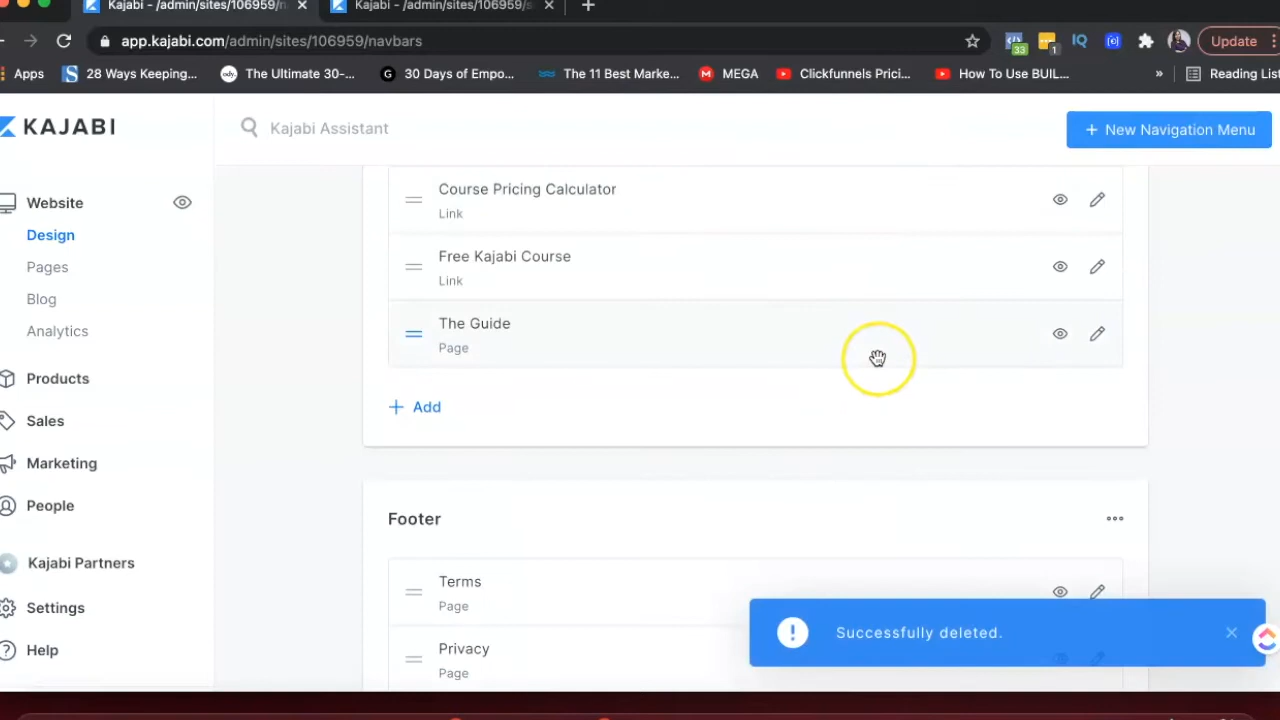 Kajabi - /admin/sites/106959/n
Kajabi - /admin/sites/106959/s
app.kajabi.com/admin/sites/106959/navbars
33
1
IQ
Update
Apps
28 Ways Keeping...
ody.
The Ultimate 30-...
G
30 Days of Empo...
The 11 Best Marke...
M
MEGA
Clickfunnels Prici...
How To Use BUIL...
»
Reading List
KAJABI
Kajabi Assistant
+ New Navigation Menu
Website
Design
Pages
Blog
Analytics
Products
Sales
Marketing
People
Kajabi Partners
Settings
Help
Course Pricing Calculator
Link
Free Kajabi Course
Link
The Guide
Page
+ Add
Footer
Terms
Page
Privacy
Page
Successfully deleted.